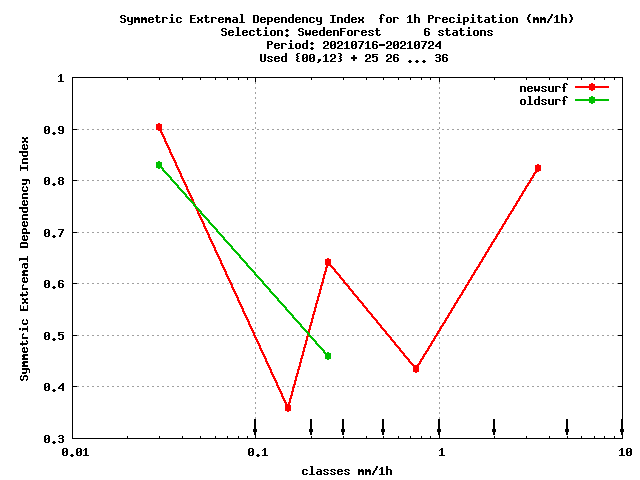 Symmetric Extremal Dependency Index  for 1h Precipitation (mm/1h)
Selection: SwedenForest      6 stations
Period: 20210716-20210724
Used {00,12} + 25 26 ... 36
newsurf
oldsurf
1
0.9
0.8
0.7
0.6
0.5
0.4
0.3
Symmetric Extremal Dependency Index
0.01
0.1
1
10
classes mm/1h